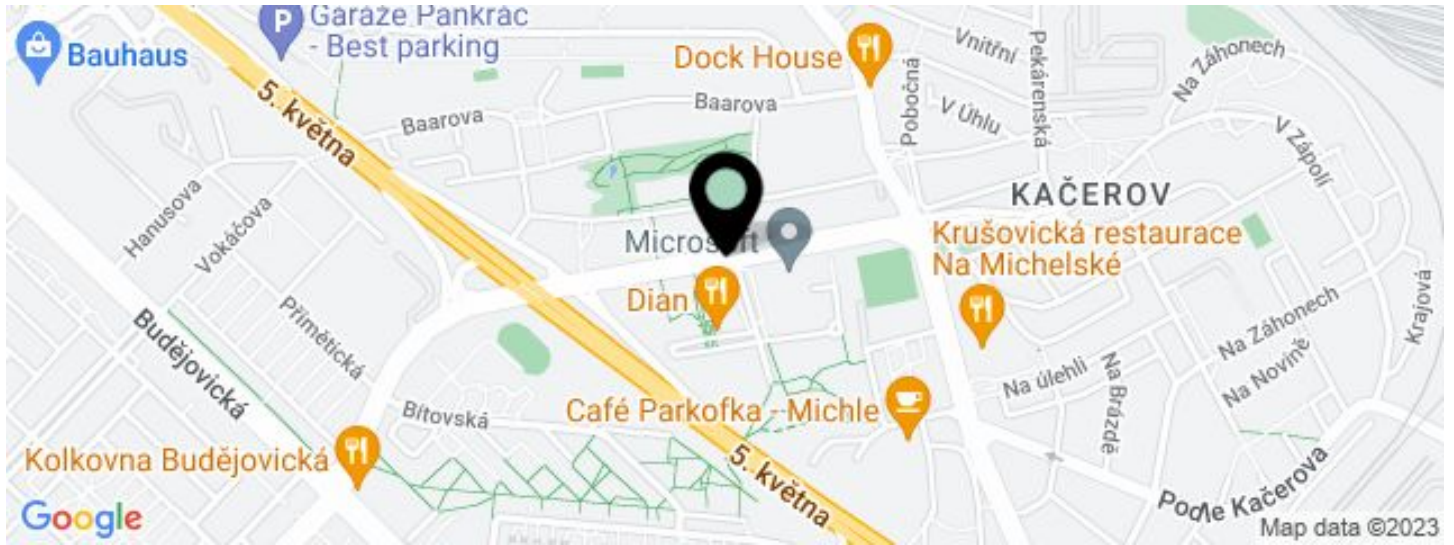 Garáže Pankrác
- Best parking
Bauhaus
Dock House
Vnitřní
Pekárenská
Na Záhonech
Baarova
Baarova
Pobočná
V Úhlu
V Zápolí
5. května
Hanusova
Vokáčova
KAČEROV
Microsoft
Krušovická restaurace
Na Michelské
Dian
Přímětická
Budějovická
Na Záhonech
Krajová
Na úlehli
Na Brázdě
Na Novině
Bítovská
Café Parkofka - Michle
Kolkovna Budějovická
5. května
Podle Kačerova
Google
Map data ©2023